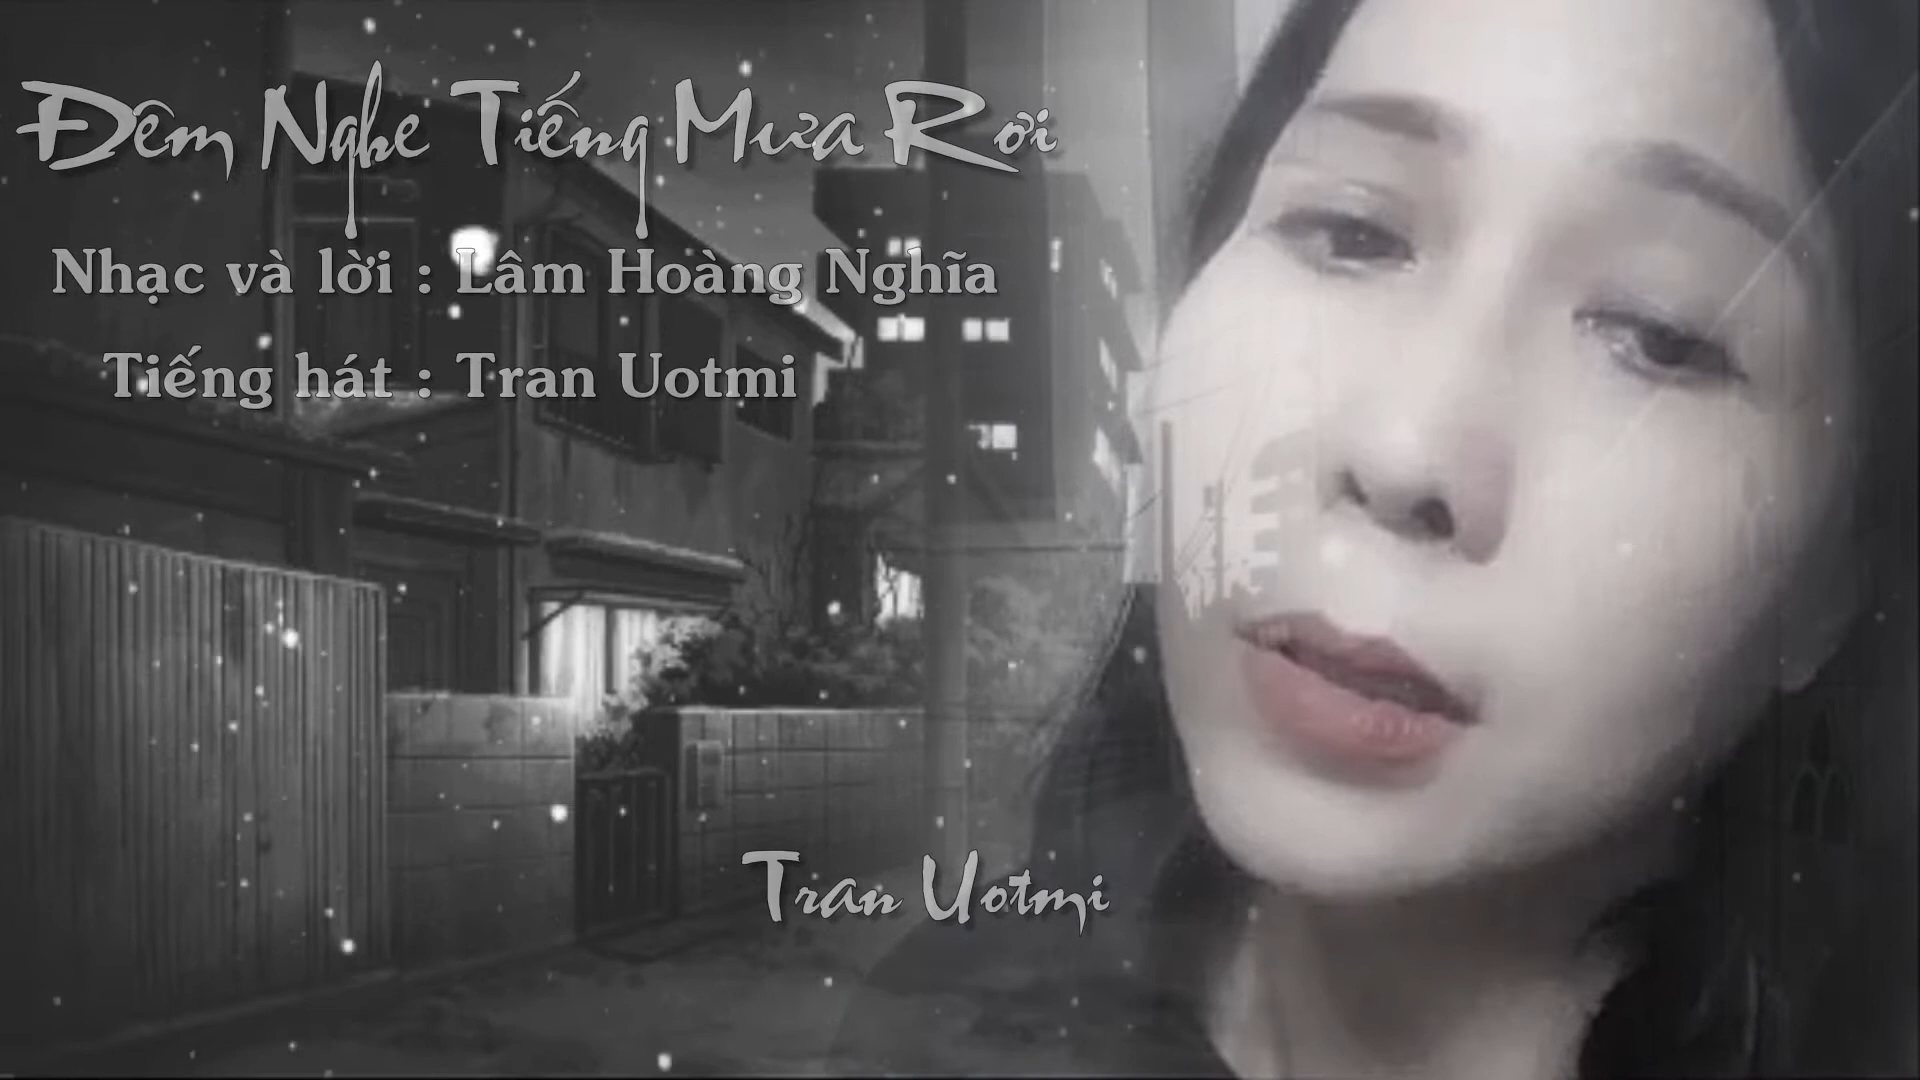 Đêm Nghe Tiếng Mưa Rơi
Nhạc và lời : Lâm Hoàng Nghĩa
Tiếng hát : Tran Uotmi
Tran Uotmi